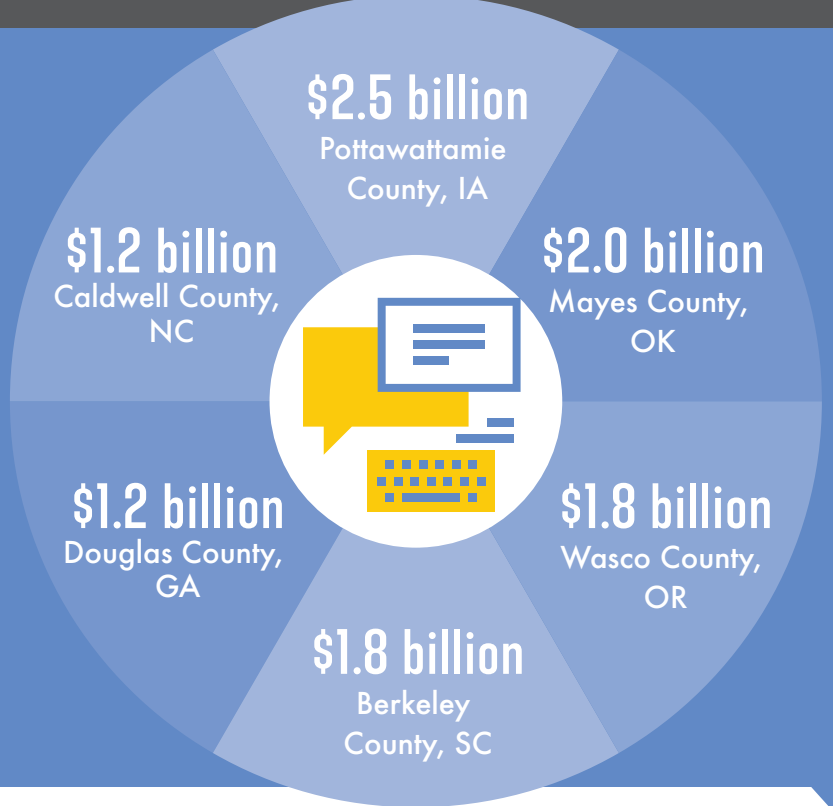 $2.5 billion
Pottawattamie
County, IA
$2.0 billion
Mayes County,
OK
$1.8 billion
Wasco County,
OR
$1.8 billion
Berkeley
County, SC
$1.2 billion
Douglas County,
GA
$1.2 billion
Caldwell County,
NC